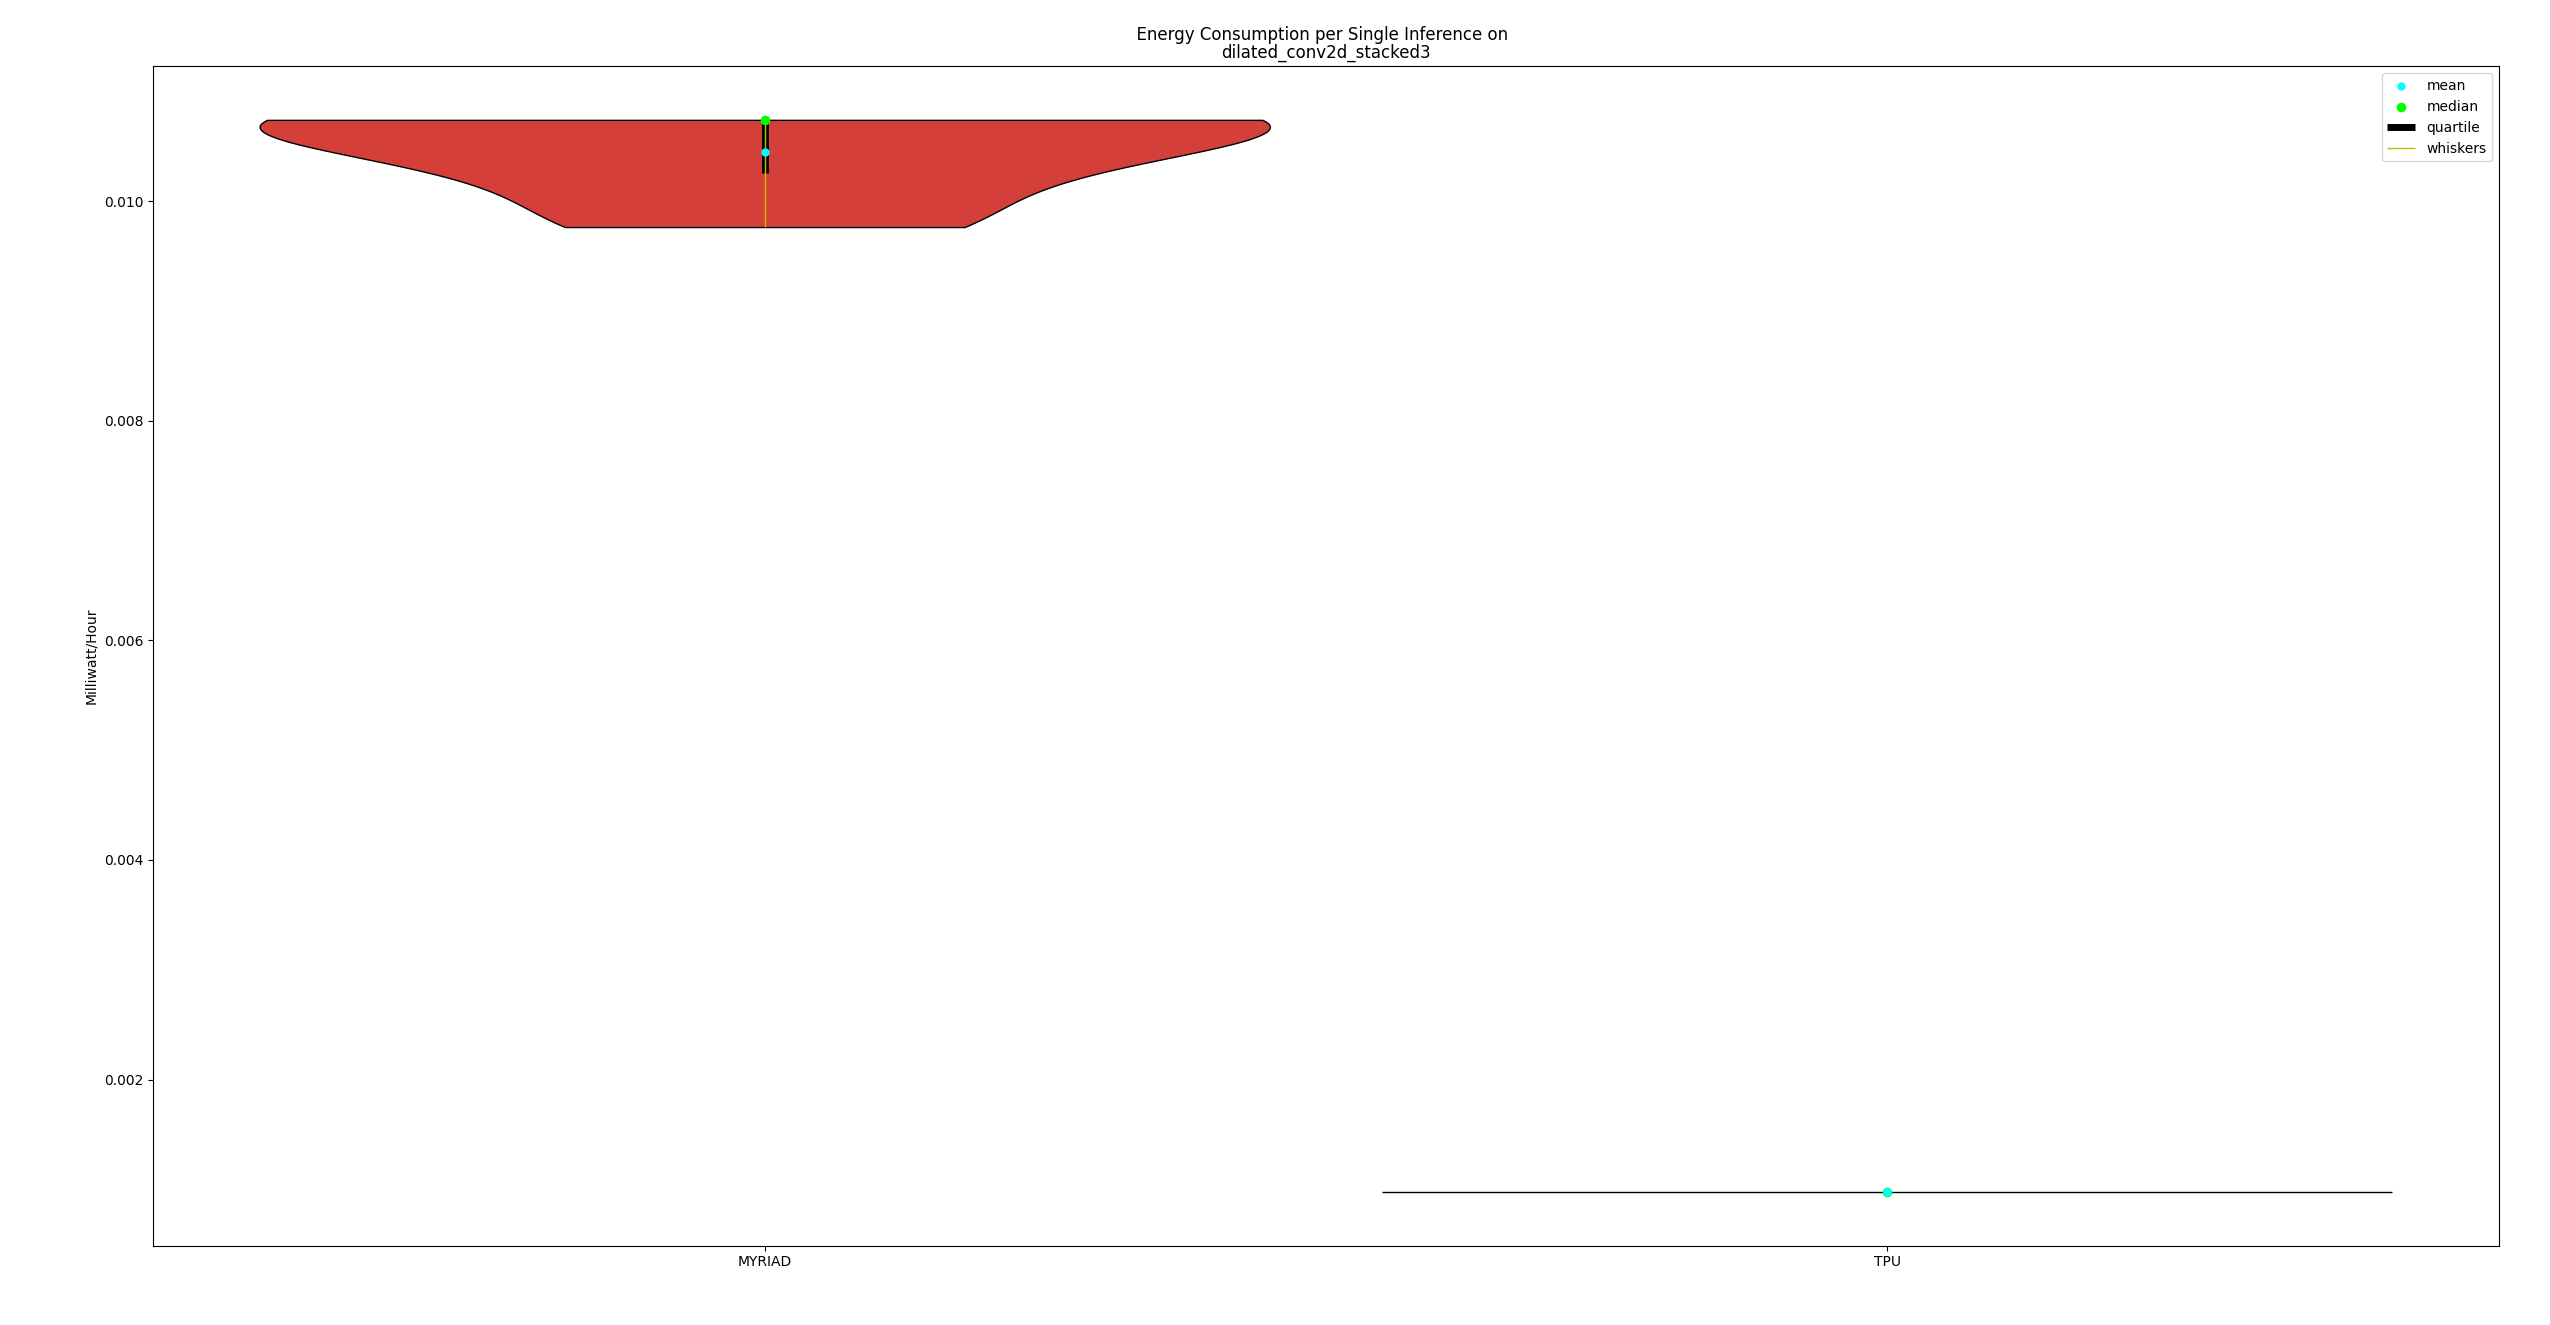 Energy Consumption per Single Inference on
dilated_conv2d_stacked3
mean
median
quartile
whiskers
0.010
0.008
0.006
0.004
0.002
Milliwatt/Hour
MYRIAD
TPU